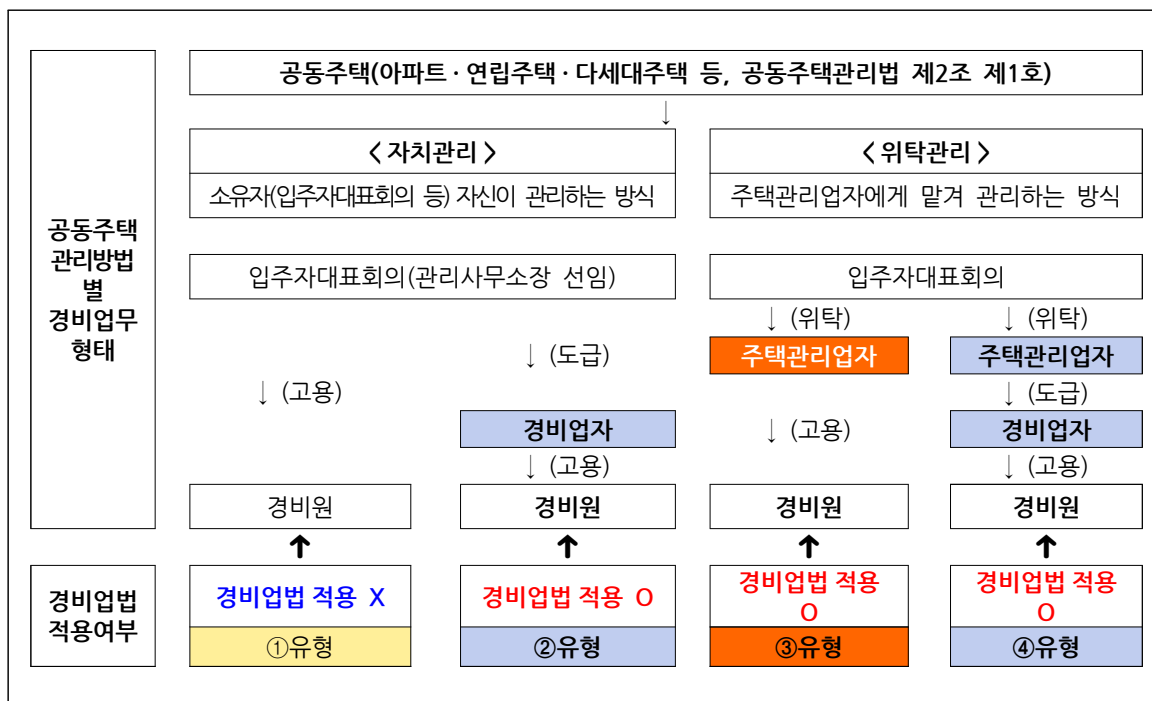 공동주택(아파트 · 연립주택 · 다세대주택 등, 공동주택관리법 제2조 제1호)
↓
< 자치관리 >
소유자(입주자대표회의 등) 자신이 관리하는 방식
< 위탁관리 >
주택관리업자에게 맡겨 관리하는 방식
공동주택
관리방법
별
경비업무
형태
입주자대표회의(관리사무소장 선임)
입주자대표회의
↓ (고용)
↓ (도급)
경비업자
↓ (고용)
↓ (위탁)
주택관리업자
↓ (고용)
↓ (위탁)
주택관리업자
↓ (도급)
경비업자
↓ (고용)
경비원
경비원
경비원
경비원
↑
↑
↑
↑
경비업법
적용여부
경비업법 적용 X
①유형
경비업법 적용 O
②유형
경비업법 적용
O
③유형
경비업법 적용
O
④유형